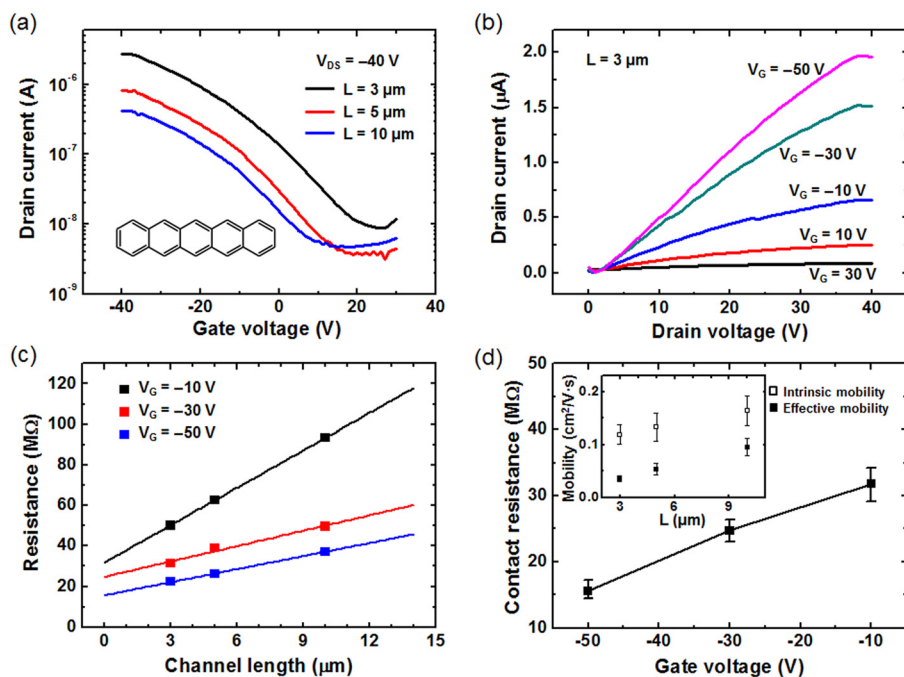 (a)
V_DS = −40 V
L = 3 μm
L = 5 μm
L = 10 μm
10⁻⁶
10⁻⁷
10⁻⁸
10⁻⁹
Drain current (A)
-40 -20 0 20 40
Gate voltage (V)
(b)
L = 3 μm
V_G = −50 V
V_G = −30 V
V_G = −10 V
V_G = 10 V
V_G = 30 V
2.0
1.5
1.0
0.5
0.0
Drain current (μA)
0 10 20 30 40
Drain voltage (V)
(c)
V_G = −10 V
V_G = −30 V
V_G = −50 V
120
100
80
60
40
20
0
Resistance (MΩ)
0 3 6 9 12 15
Channel length (μm)
(d)
50
40
30
20
10
Contact resistance (MΩ)
0.2
0.1
0.0
Mobility (cm²/V·s)
3 6 9
L (μm)
Intrinsic mobility
Effective mobility
-50 -40 -30 -20 -10
Gate voltage (V)